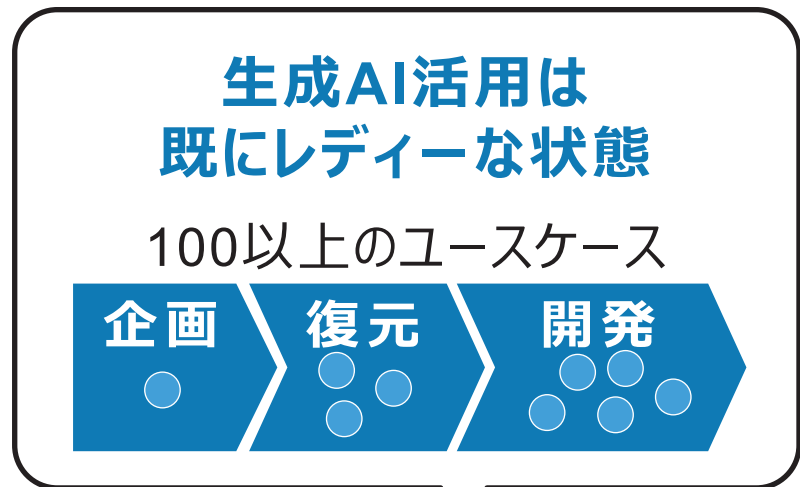 生成AI活用は
既にレディーな状態
100以上のユースケース
企画
復元
開発